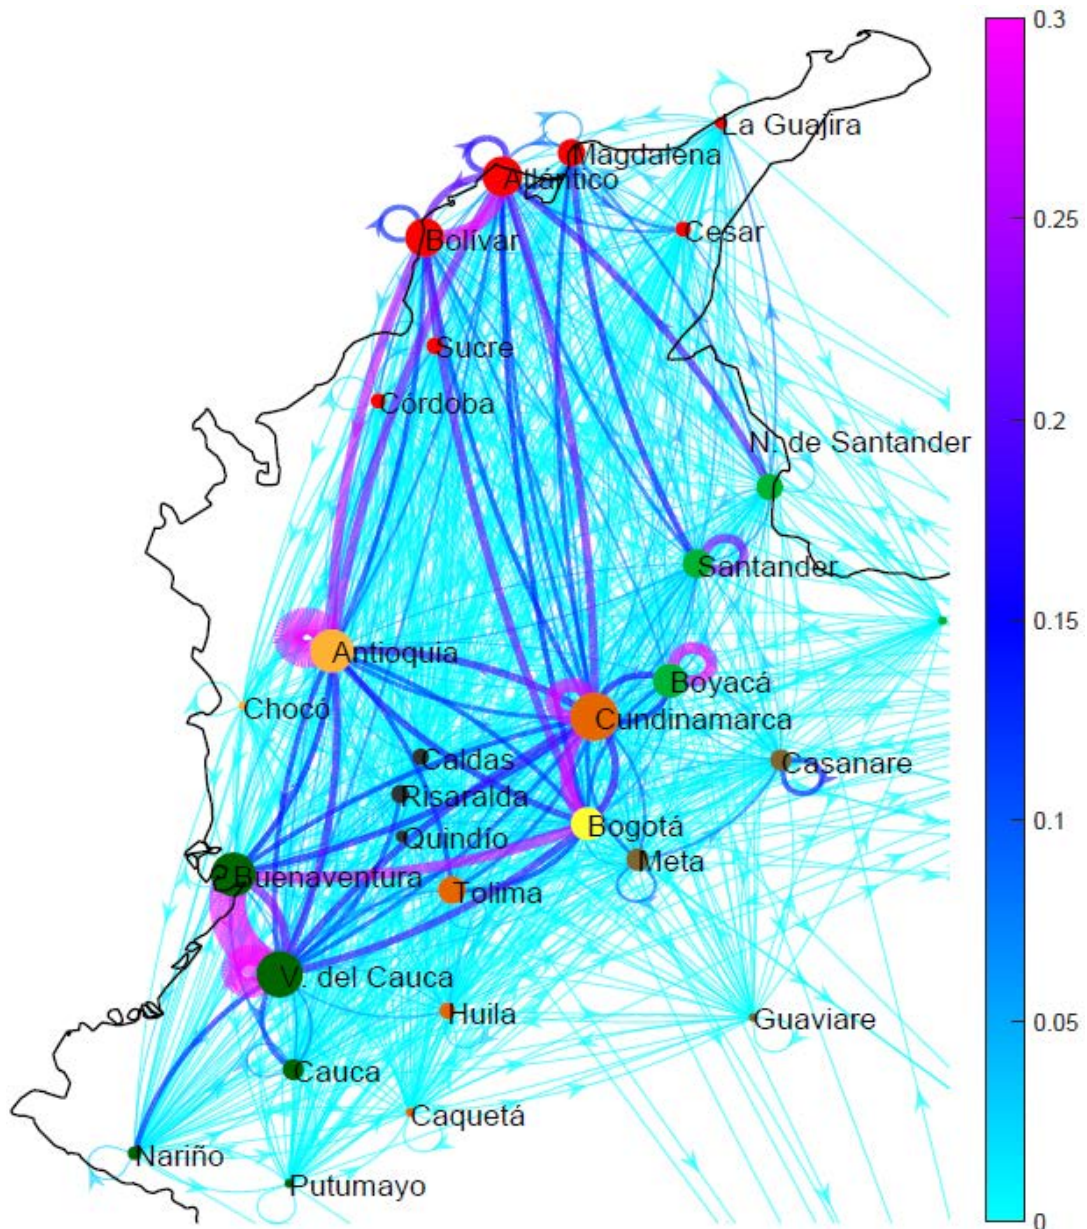 0.3
La Guajira
Magdalena
Atlántico
0.25
Cesar
Bolívar
Sucre
Córdoba
0.2
N. de Santander
Santander
0.15
Antioquia
Boyacá
Chocó
Cundinamarca
Caldas
Casanare
Risaralda
0.1
Bogotá
Quindío
Meta
Buenaventura
Tolima
V. del Cauca
Huila
Guaviare
0.05
Cauca
Caquetá
Nariño
Putumayo
0